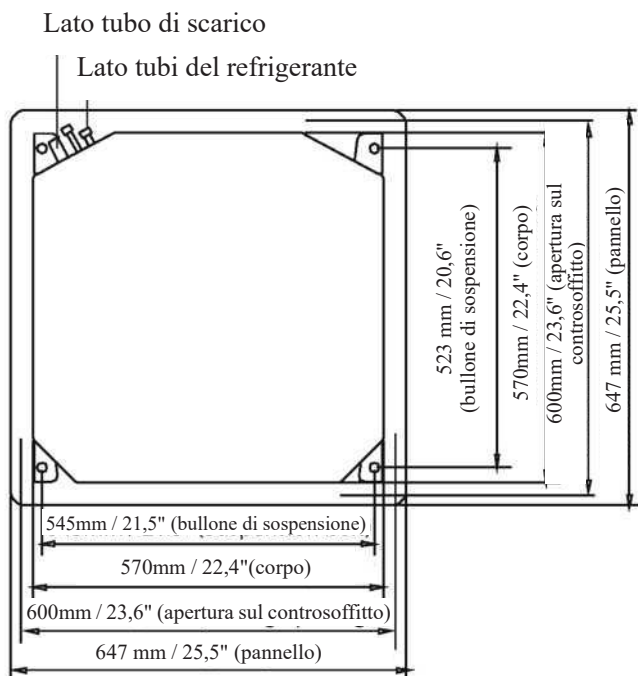 Lato tubo di scarico
Lato tubi del refrigerante
523 mm / 20,6"
(bullone di sospensione)
570mm / 22,4" (corpo)
600mm / 23,6" (apertura sul
controsoffitto)
647 mm / 25,5" (pannello)
545mm / 21,5" (bullone di sospensione)
570mm / 22,4"(corpo)
600mm / 23,6" (apertura sul controsoffitto)
647 mm / 25,5" (pannello)